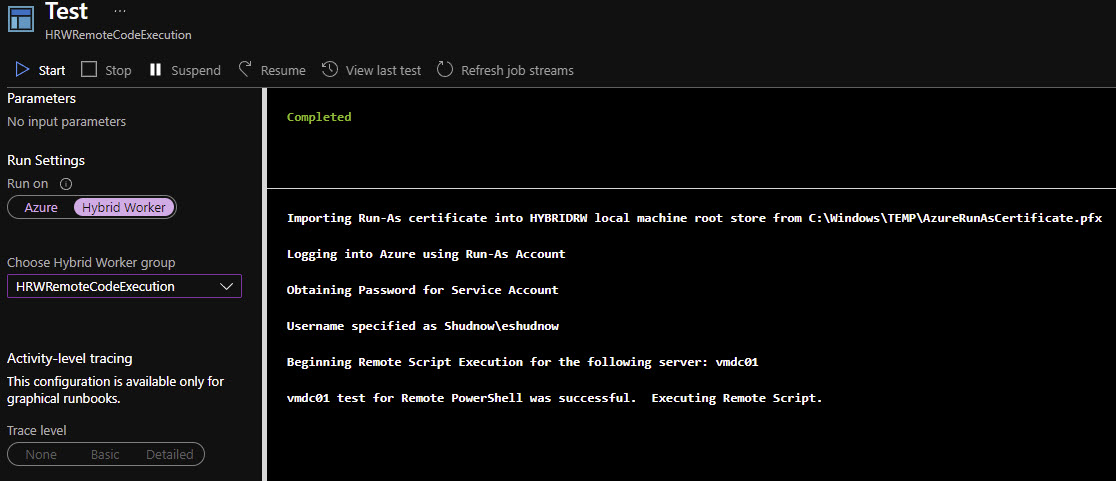 Test ...
HRWRemoteCodeExecution
Start Stop Suspend Resume View last test Refresh job streams
Parameters
No input parameters
Run Settings
Run on
Azure Hybrid Worker
Choose Hybrid Worker group
HRWRemoteCodeExecution
Activity-level tracing
This configuration is available only for
graphical runbooks.
Trace level
None Basic Detailed
Completed
Importing Run-As certificate into HYBRIDRW local machine root store from C:\Windows\TEMP\AzureRunAsCertificate.pfx
Logging into Azure using Run-As Account
Obtaining Password for Service Account
Username specified as Shudnow\eshudnow
Beginning Remote Script Execution for the following server: vmdc01
vmdc01 test for Remote PowerShell was successful.  Executing Remote Script.